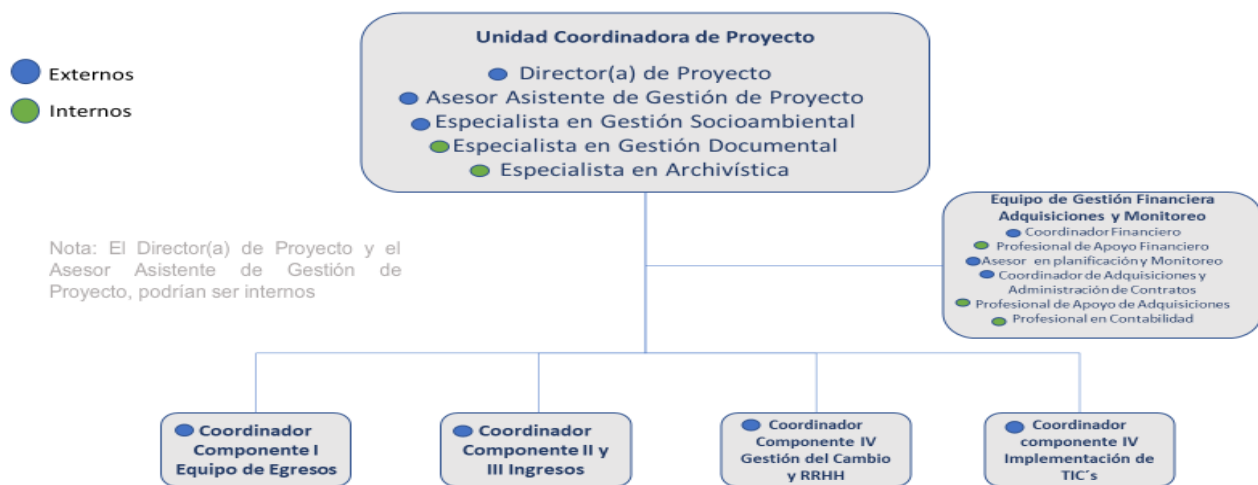 Unidad Coordinadora de Proyecto
Director(a) de Proyecto
Asesor Asistente de Gestión de Proyecto
Especialista en Gestión Socioambiental
Especialista en Gestión Documental
Especialista en Archivística
Externos
Internos
Nota: El Director(a) de Proyecto y el
Asesor Asistente de Gestión de
Proyecto, podrían ser internos
Equipo de Gestión Financiera
Adquisiciones y Monitoreo
Coordinador Financiero
Profesional de Apoyo Financiero
Asesor en planificación y Monitoreo
Coordinador de Adquisiciones y
Administración de Contratos
Profesional de Apoyo de Adquisiciones
Profesional en Contabilidad
Coordinador
Componente I
Equipo de Egresos
Coordinador
Componente II y
III Ingresos
Coordinador
Componente IV
Gestión del Cambio
y RRHH
Coordinador
componente IV
Implementación de
TIC´s